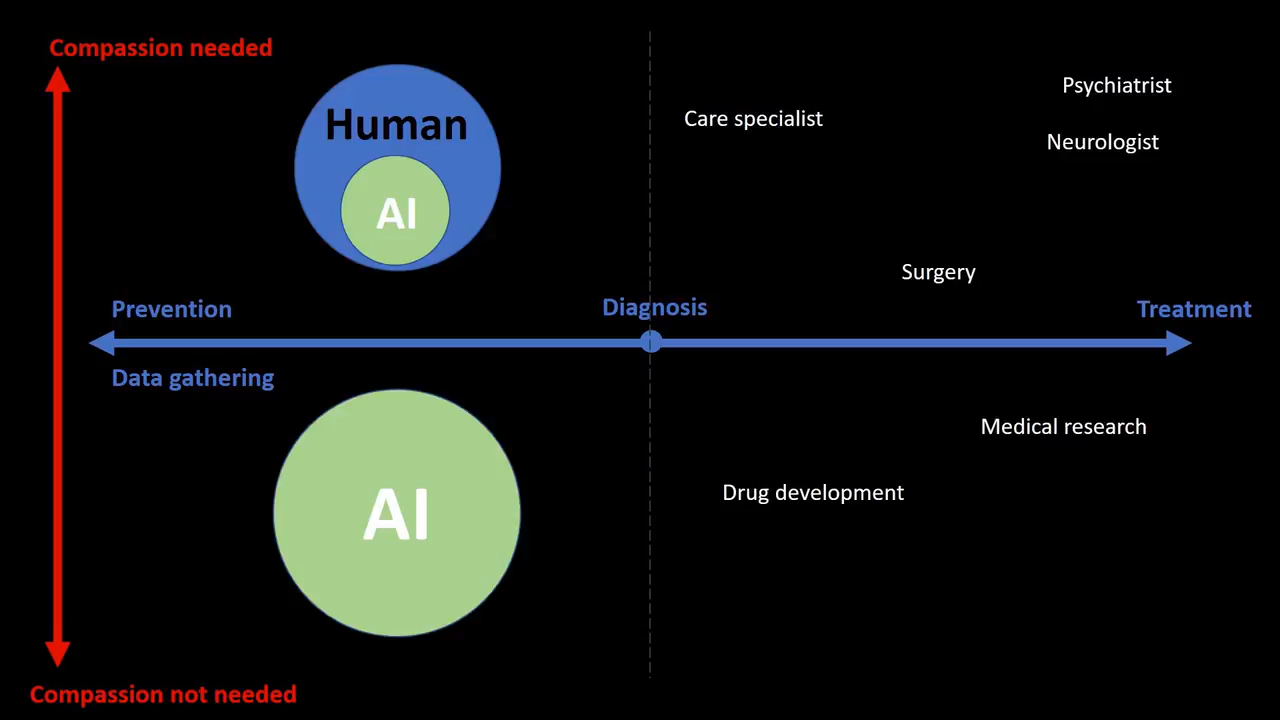 Compassion needed
Human
AI
Care specialist
Psychiatrist
Neurologist
Surgery
Prevention
Diagnosis
Treatment
Data gathering
AI
Medical research
Drug development
Compassion not needed